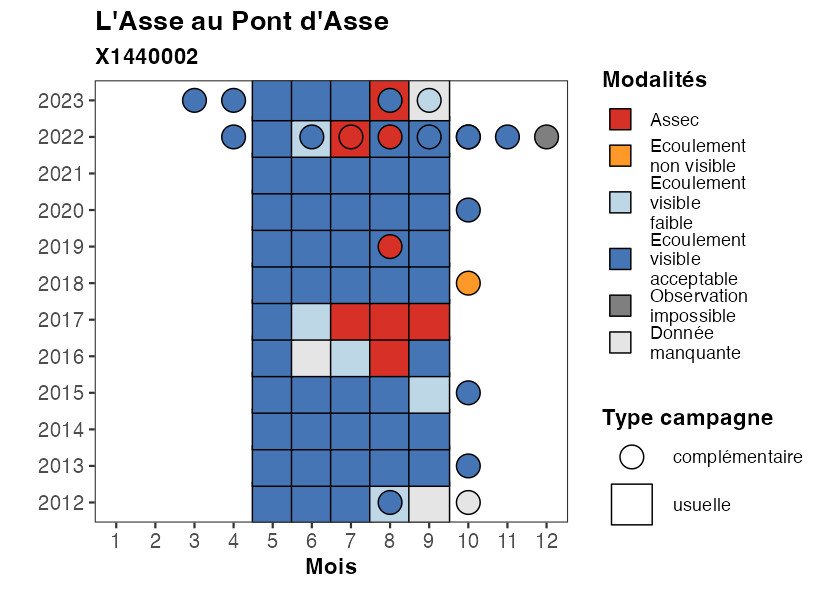 L'Asse au Pont d'Asse
X1440002
2023
2022
2021
2020
2019
2018
2017
2016
2015
2014
2013
2012
1 2 3 4 5 6 7 8 9 10 11 12
Mois
Modalités
Assec
Ecoulement
non visible
Ecoulement
visible
faible
Ecoulement
visible
acceptable
Observation
impossible
Donnée
manquante
Type campagne
complémentaire
usuelle